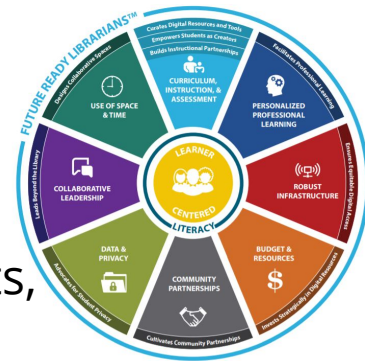 FUTURE READY LIBRARIANS™
Curates Digital Resources and Tools
Empowers Students as Creators
Builds Instructional Partnerships
CURRICULUM,
INSTRUCTION, &
ASSESSMENT
Facilitates Professional Learning
PERSONALIZED
PROFESSIONAL
LEARNING
Ensures Equitable Digital Access
ROBUST
INFRASTRUCTURE
Invests Strategically in Digital Resources
BUDGET &
RESOURCES
$
Cultivates Community Partnerships
COMMUNITY
PARTNERSHIPS
Advocates for Student Privacy
DATA &
PRIVACY
Leads Beyond the Library
COLLABORATIVE
LEADERSHIP
Designs Collaborative Spaces
USE OF SPACE
& TIME
LEARNER
CENTERED
LITERACY
s,